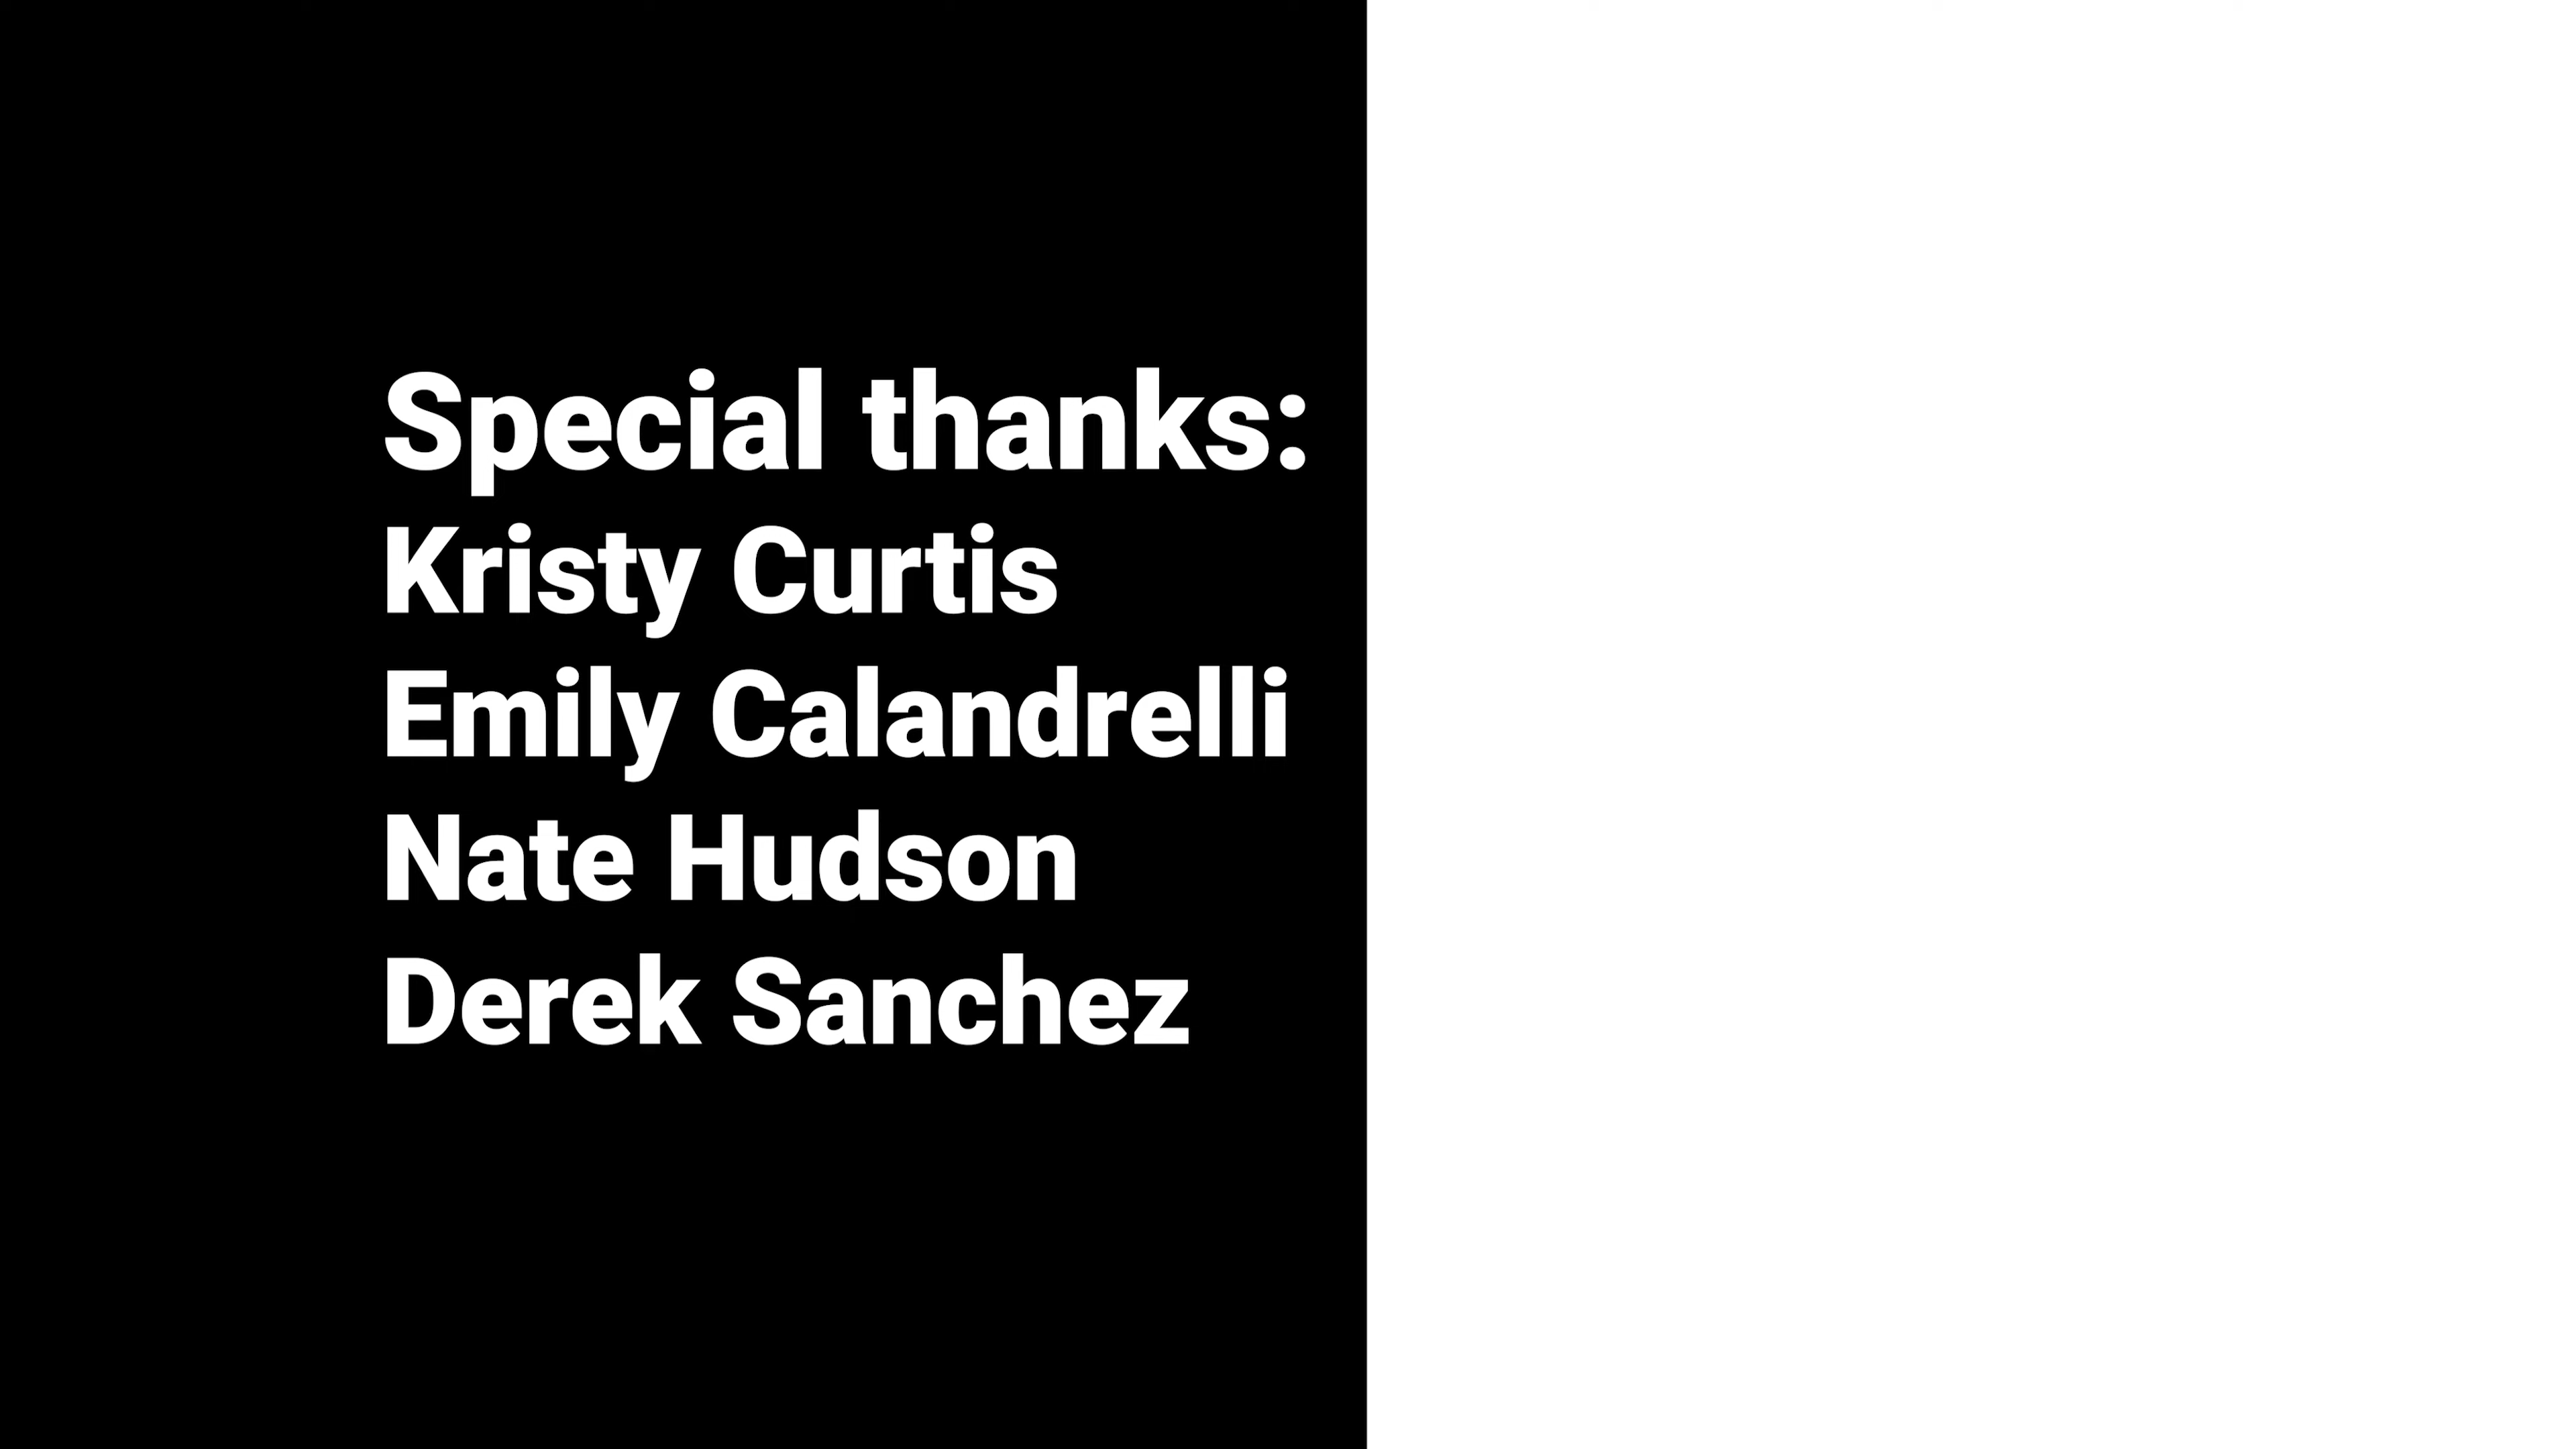 Special thanks:
Kristy Curtis
Emily Calandrelli
Nate Hudson
Derek Sanchez